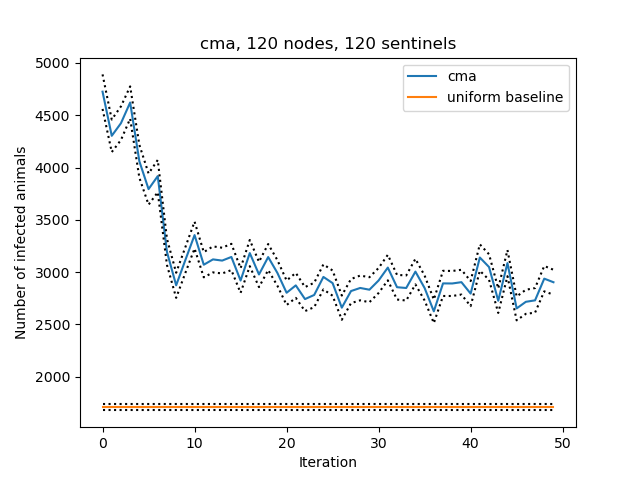 cma, 120 nodes, 120 sentinels
5000
4500
4000
3500
3000
2500
2000
Number of infected animals
cma
uniform baseline
0 10 20 30 40 50
Iteration